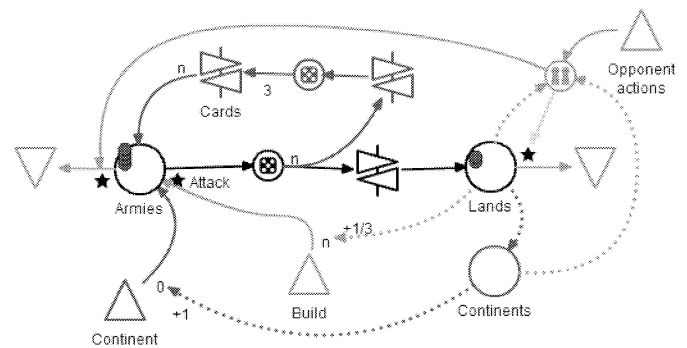 Opponent
actions
n
3
Cards
n
Attack
Armies
Lands
+1/3
n
0
+1
Build
Continents
Continent